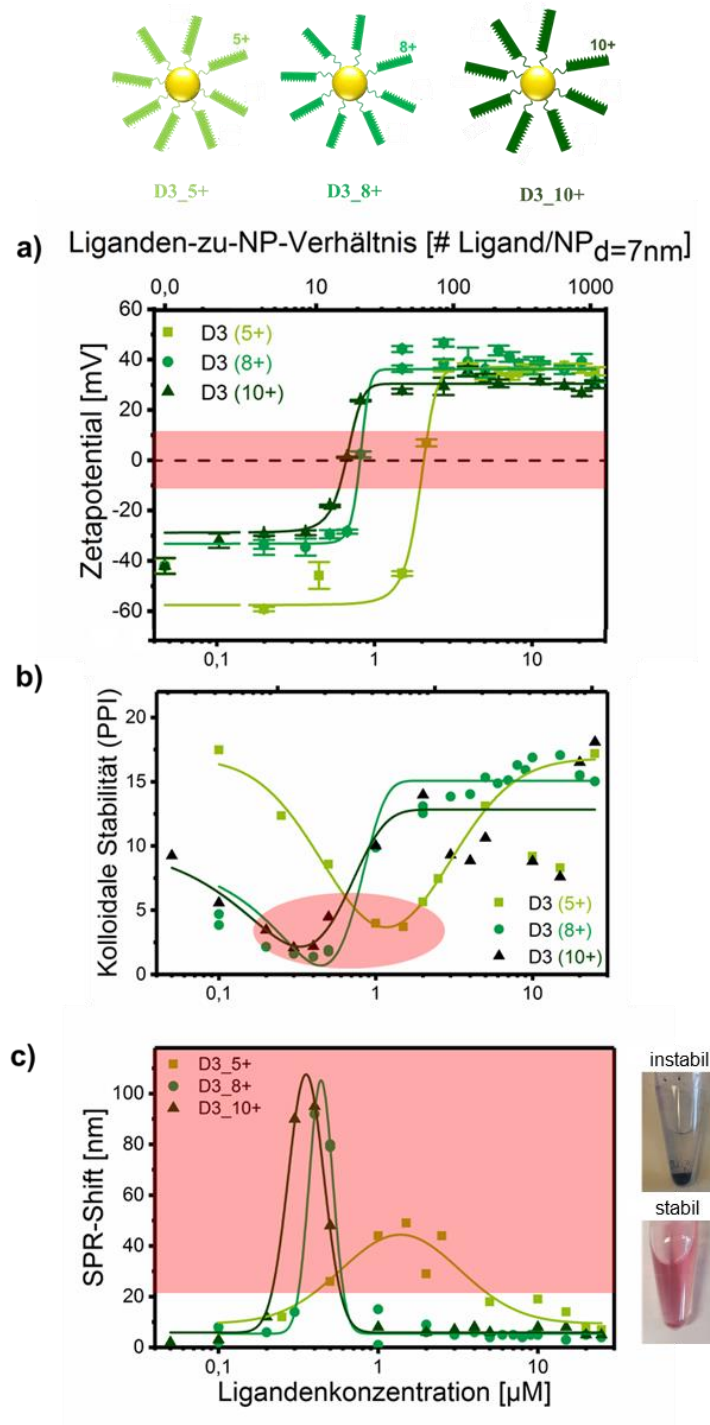 5+ 8+ 10+
D3_5+ D3_8+ D3_10+
a)
Liganden-zu-NP-Verhältnis [# Ligand/NPd=7nm]
0,0 10 100 1000
60
40
20
0
-20
-40
-60
Zetapotential [mV]
D3 (5+)
D3 (8+)
D3 (10+)
0,1 1 10
b)
20
15
10
5
0
Kolloidale Stabilität (PPI)
D3 (5+)
D3 (8+)
D3 (10+)
0,1 1 10
c)
100
80
60
40
20
0
SPR-Shift [nm]
D3_5+
D3_8+
D3_10+
instabil
stabil
0,1 1 10
Ligandenkonzentration [µM]